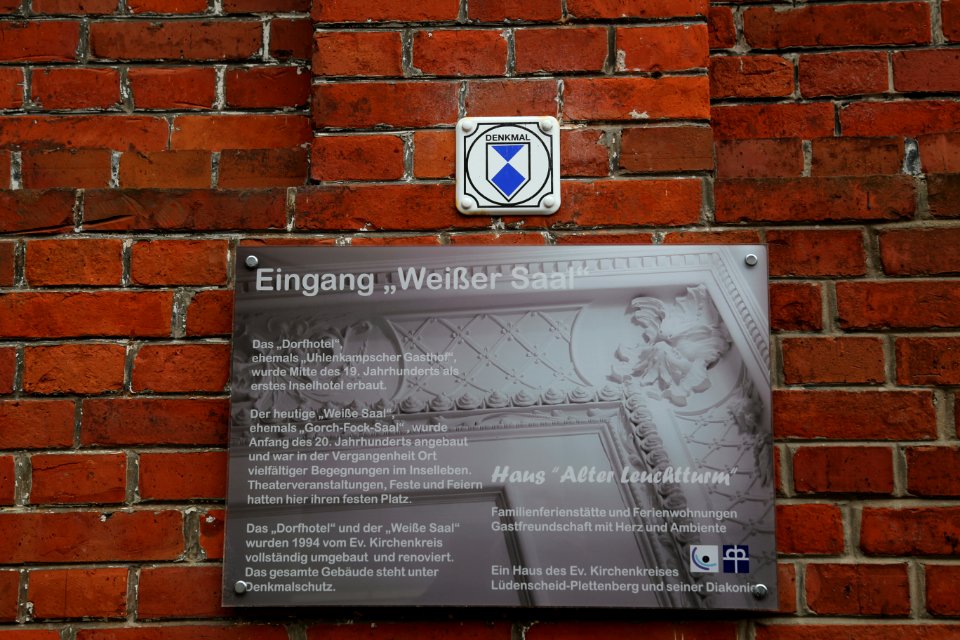 DENKMAL
Eingang „Weißer Saal“
Das „Dorfhotel“,
ehemals „Uhlenkampscher Gasthof“,
wurde Mitte des 19. Jahrhunderts als
erstes Inselhotel erbaut.
Der heutige „Weiße Saal“,
ehemals „Gorch-Fock-Saal“ , wurde
Anfang des 20. Jahrhunderts angebaut
und war in der Vergangenheit Ort
vielfältiger Begegnungen im Inselleben.
Theaterveranstaltungen, Feste und Feiern
hatten hier ihren festen Platz.
Das „Dorfhotel“ und der „Weiße Saal“
wurden 1994 vom Ev. Kirchenkreis
vollständig umgebaut und renoviert.
Das gesamte Gebäude steht unter
Denkmalschutz.
Haus "Alter Leuchtturm"
Familienferienstätte und Ferienwohnungen
Gastfreundschaft mit Herz und Ambiente
Ein Haus des Ev. Kirchenkreises
Lüdenscheid-Plettenberg und seiner Diakonie